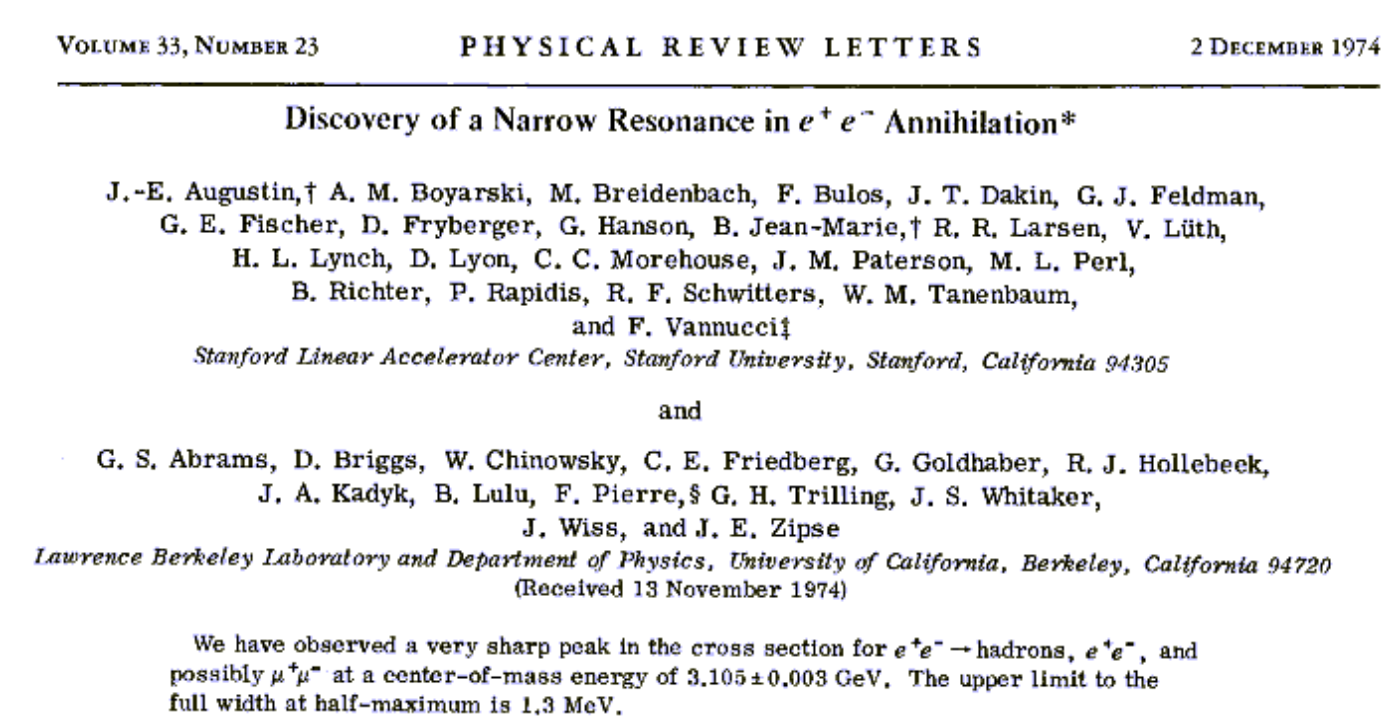 VOLUME 33, NUMBER 23 PHYSICAL REVIEW LETTERS 2 DECEMBER 1974
Discovery of a Narrow Resonance in e⁺ e⁻ Annihilation*
J.-E. Augustin,† A. M. Boyarski, M. Breidenbach, F. Bulos, J. T. Dakin, G. J. Feldman,
G. E. Fischer, D. Fryberger, G. Hanson, B. Jean-Marie,† R. R. Larsen, V. Lüth,
H. L. Lynch, D. Lyon, C. C. Morehouse, J. M. Paterson, M. L. Perl,
B. Richter, P. Rapidis, R. F. Schwitters, W. M. Tanenbaum,
and F. Vannucci‡
Stanford Linear Accelerator Center, Stanford University, Stanford, California 94305
and
G. S. Abrams, D. Briggs, W. Chinowsky, C. E. Friedberg, G. Goldhaber, R. J. Hollebeek,
J. A. Kadyk, B. Lulu, F. Pierre,§ G. H. Trilling, J. S. Whitaker,
J. Wiss, and J. E. Zipse
Lawrence Berkeley Laboratory and Department of Physics, University of California, Berkeley, California 94720
(Received 13 November 1974)
We have observed a very sharp peak in the cross section for e⁺e⁻ → hadrons, e⁺e⁻, and
possibly μ⁺μ⁻ at a center-of-mass energy of 3.105±0.003 GeV. The upper limit to the
full width at half-maximum is 1.3 MeV.